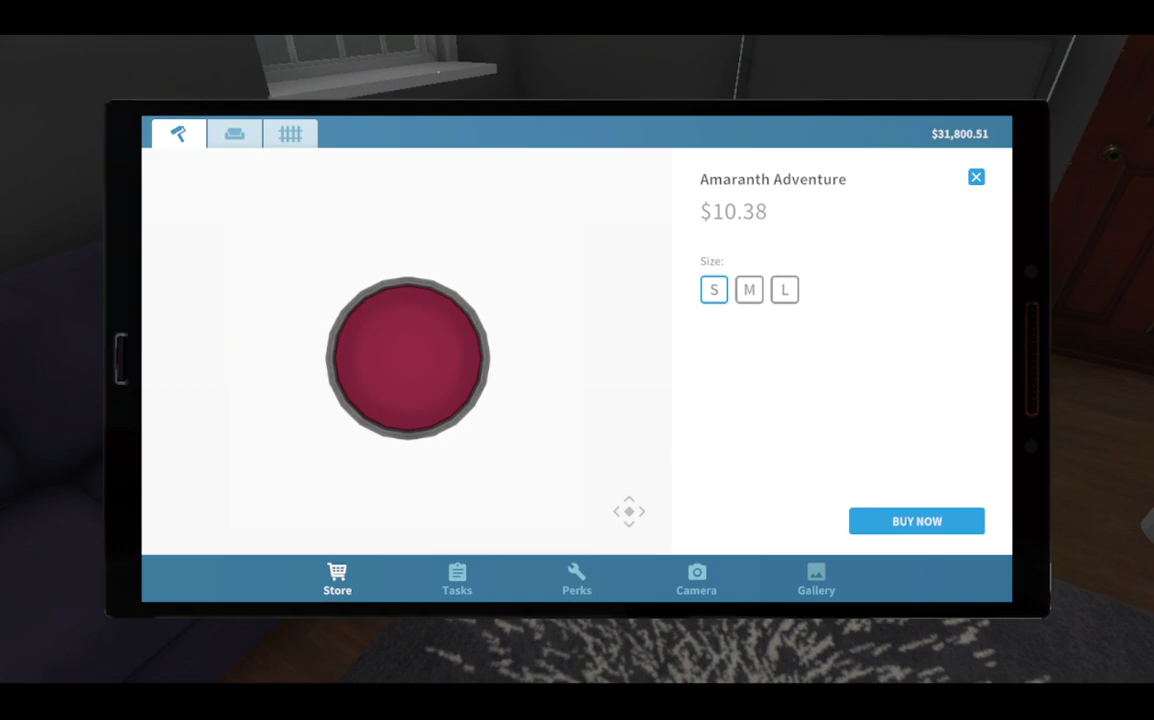 $31,800.51
Amaranth Adventure
$10.38
Size:
S M L
BUY NOW
Store Tasks Perks Camera Gallery